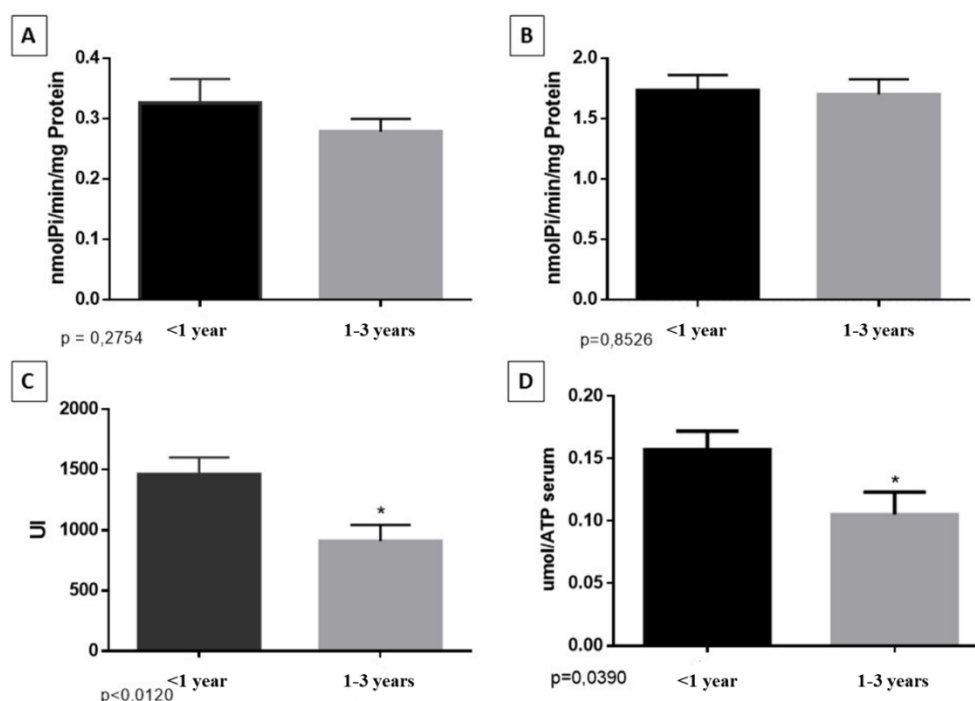 A
nmolPi/min/mg Protein
0.4
0.3
0.2
0.1
0.0
<1 year
1-3 years
p = 0,2754
B
nmolPi/min/mg Protein
2.0
1.5
1.0
0.5
0.0
<1 year
1-3 years
p=0,8526
C
UI
2000
1500
1000
500
0
*
<1 year
1-3 years
p<0.0120
D
umol/ATP serum
0.20
0.15
0.10
0.05
0.00
*
<1 year
1-3 years
p=0,0390